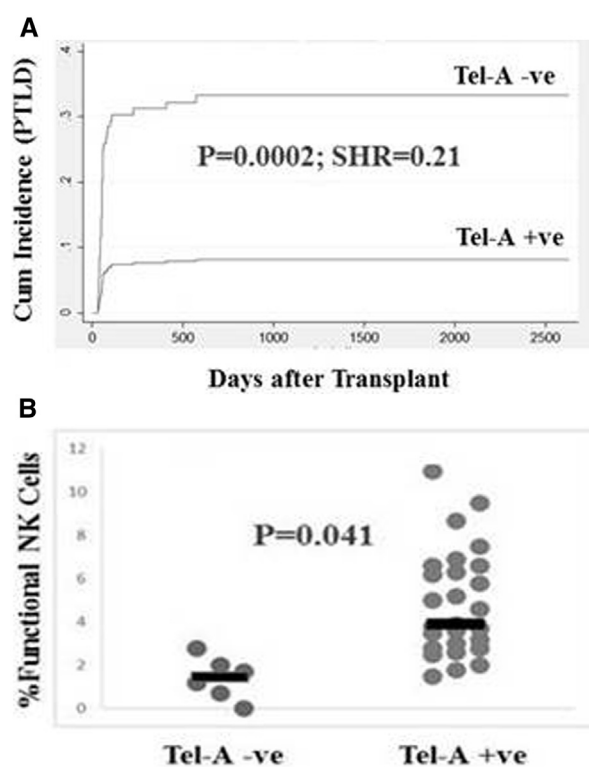 A
Cum Incidence (PTLD)
.4
.3
.2
.1
0
Tel-A -ve
P=0.0002; SHR=0.21
Tel-A +ve
0 500 1000 1500 2000 2500
Days after Transplant
B
%Functional NK Cells
12
10
8
6
4
2
0
P=0.041
Tel-A -ve Tel-A +ve